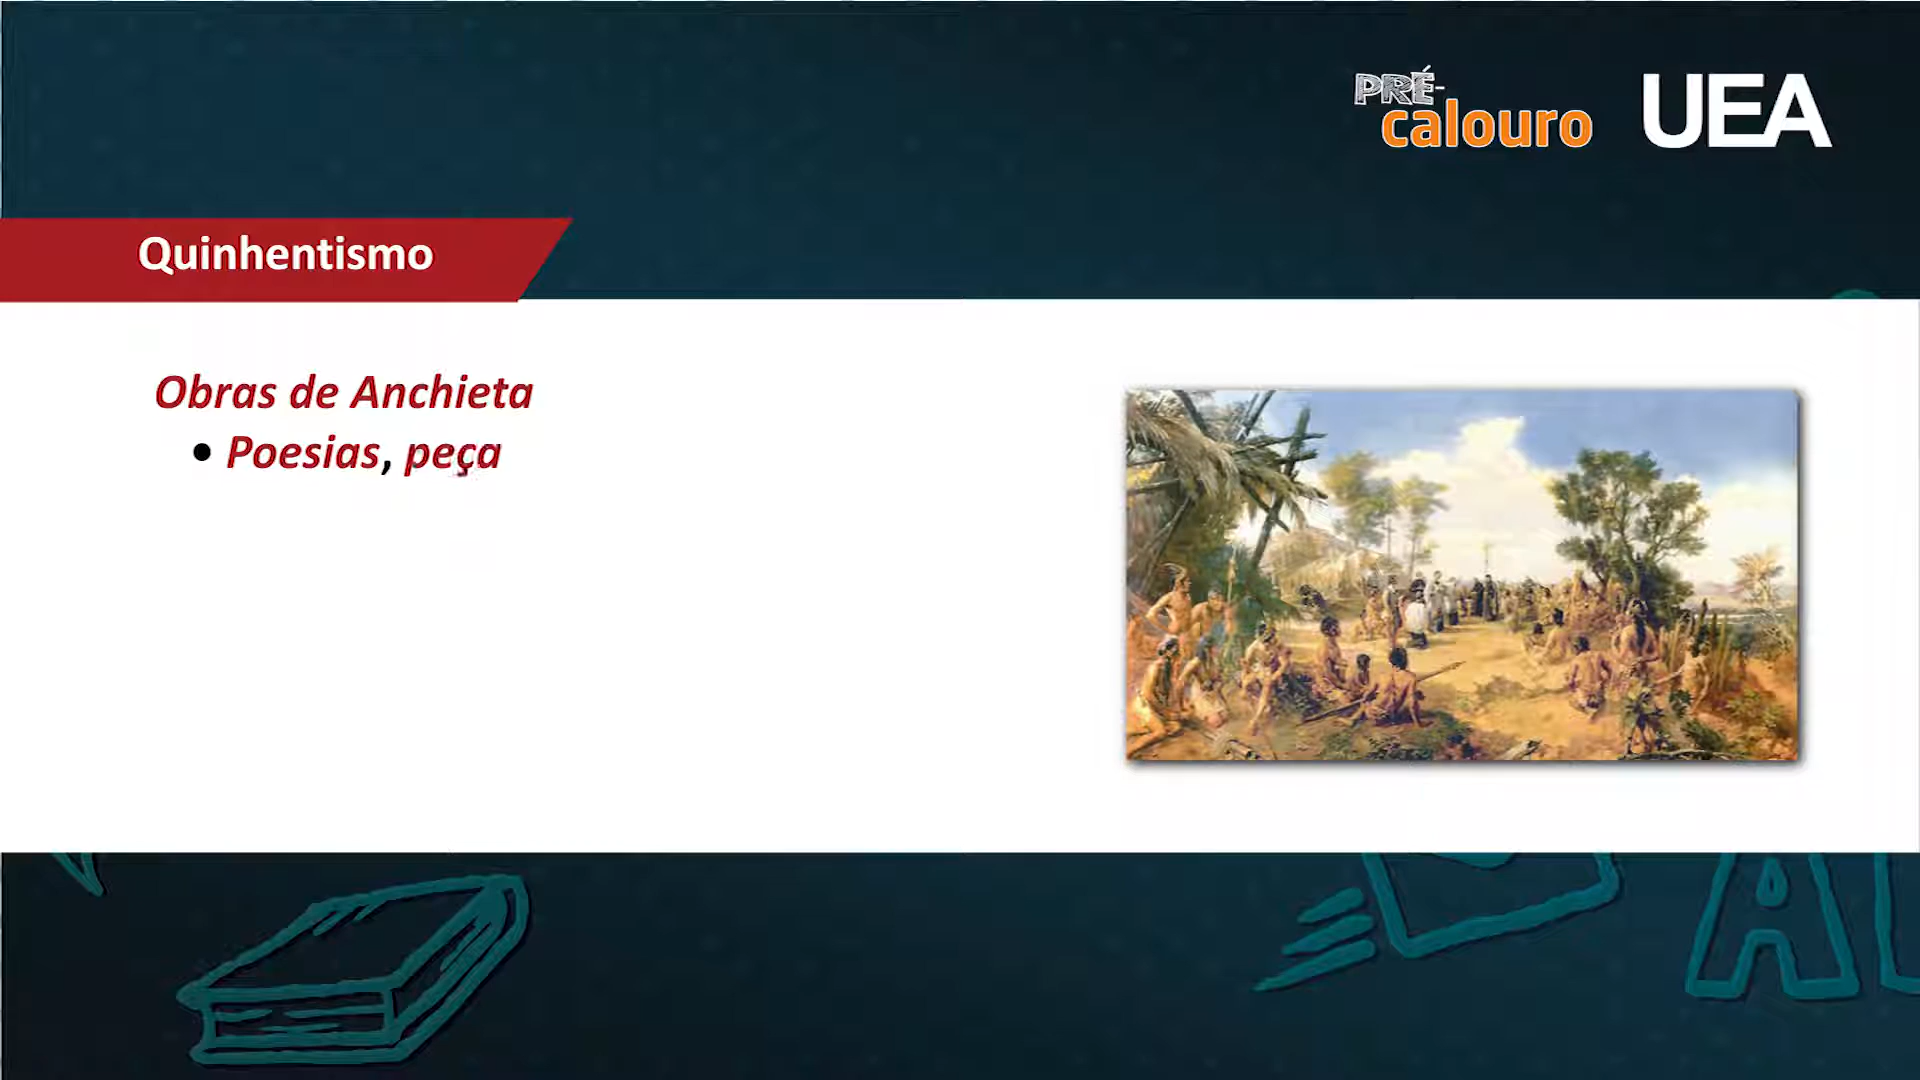 PRÉ-
calouro
UEA
Quinhentismo
Obras de Anchieta
• Poesias, peça